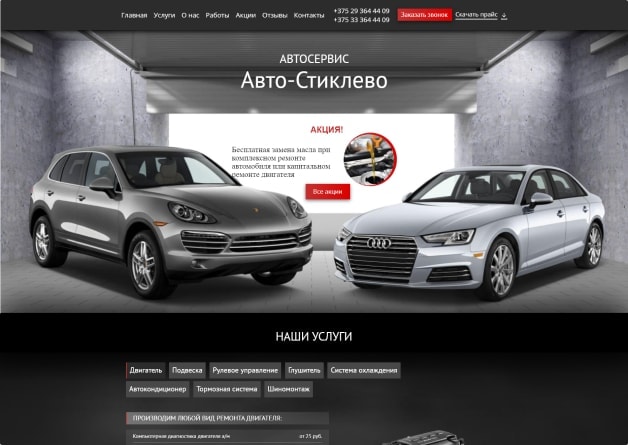 Главная Услуги О нас Работы Акции Отзывы Контакты
+375 29 364 44 09
+375 33 364 44 09
Заказать звонок
Скачать прайс
АВТОСЕРВИС
Авто-Стиклево
АКЦИЯ!
Бесплатная замена масла при
комплексном ремонте
автомобиля или капитальном
ремонте двигателя
Все акции
НАШИ УСЛУГИ
Двигатель Подвеска Рулевое управление Глушитель Система охлаждения
Автокондиционер Тормозная система Шиномонтаж
ПРОИЗВОДИМ ЛЮБОЙ ВИД РЕМОНТА ДВИГАТЕЛЯ:
Компьютерная диагностика двигателя а/м от 25 руб.